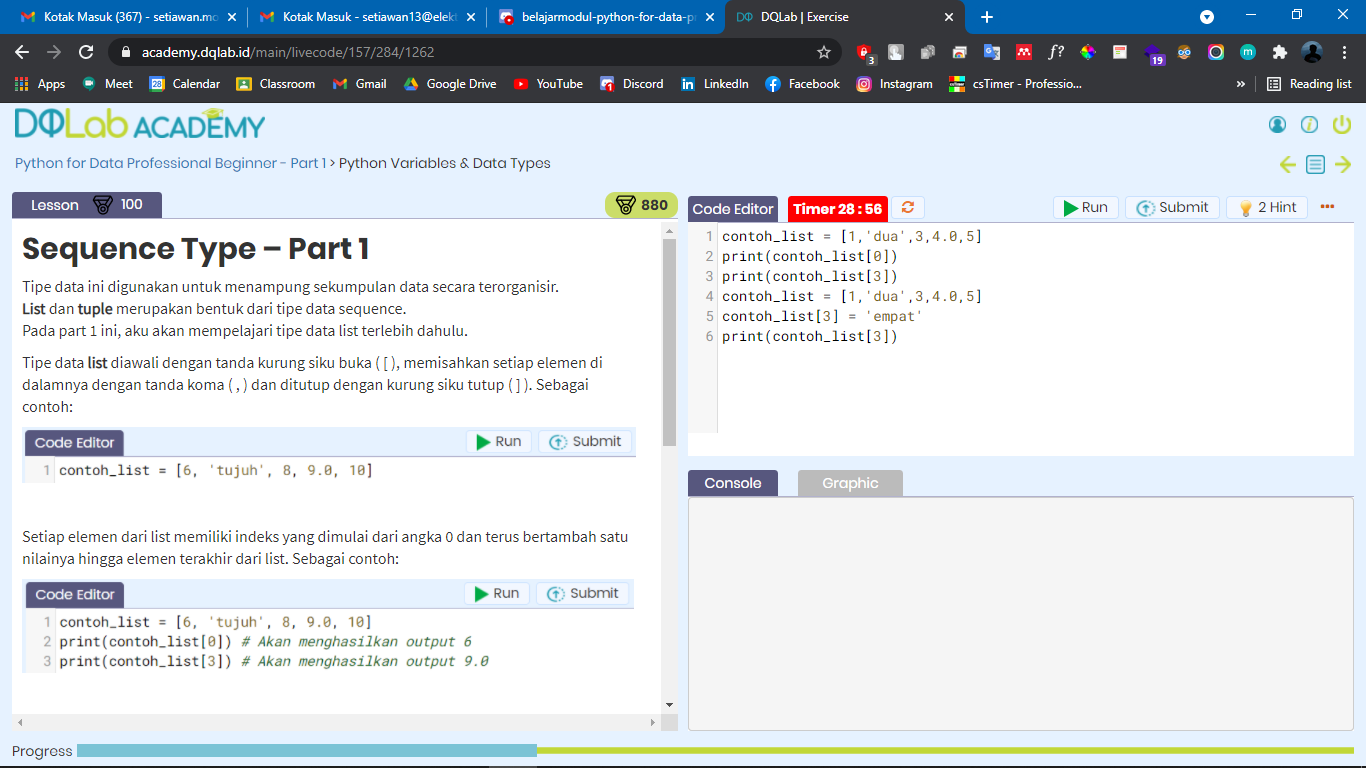 Kotak Masuk (367) - setiawan.mo
Kotak Masuk - setiawan13@elekt
belajarmodul-python-for-data-p
DQLab | Exercise
academy.dqlab.id/main/livecode/157/284/1262
3
f?
19
Apps
Meet
28
Calendar
Classroom
Gmail
Google Drive
YouTube
Discord
LinkedIn
Facebook
Instagram
csTimer - Professio...
»
Reading list
DQLab ACADEMY
Python for Data Professional Beginner - Part 1 > Python Variables & Data Types
Lesson 100
880
Sequence Type – Part 1
Tipe data ini digunakan untuk menampung sekumpulan data secara terorganisir.
List dan tuple merupakan bentuk dari tipe data sequence.
Pada part 1 ini, aku akan mempelajari tipe data list terlebih dahulu.
Tipe data list diawali dengan tanda kurung siku buka ( [ ), memisahkan setiap elemen di
dalamnya dengan tanda koma ( , ) dan ditutup dengan kurung siku tutup ( ] ). Sebagai
contoh:
Code Editor Run Submit
1 contoh_list = [6, 'tujuh', 8, 9.0, 10]
Setiap elemen dari list memiliki indeks yang dimulai dari angka 0 dan terus bertambah satu
nilainya hingga elemen terakhir dari list. Sebagai contoh:
Code Editor Run Submit
1 contoh_list = [6, 'tujuh', 8, 9.0, 10]
2 print(contoh_list[0]) # Akan menghasilkan output 6
3 print(contoh_list[3]) # Akan menghasilkan output 9.0
Code Editor Timer 28 : 56 Run Submit 2 Hint
1 contoh_list = [1,'dua',3,4.0,5]
2 print(contoh_list[0])
3 print(contoh_list[3])
4 contoh_list = [1,'dua',3,4.0,5]
5 contoh_list[3] = 'empat'
6 print(contoh_list[3])
Console
Graphic
Progress